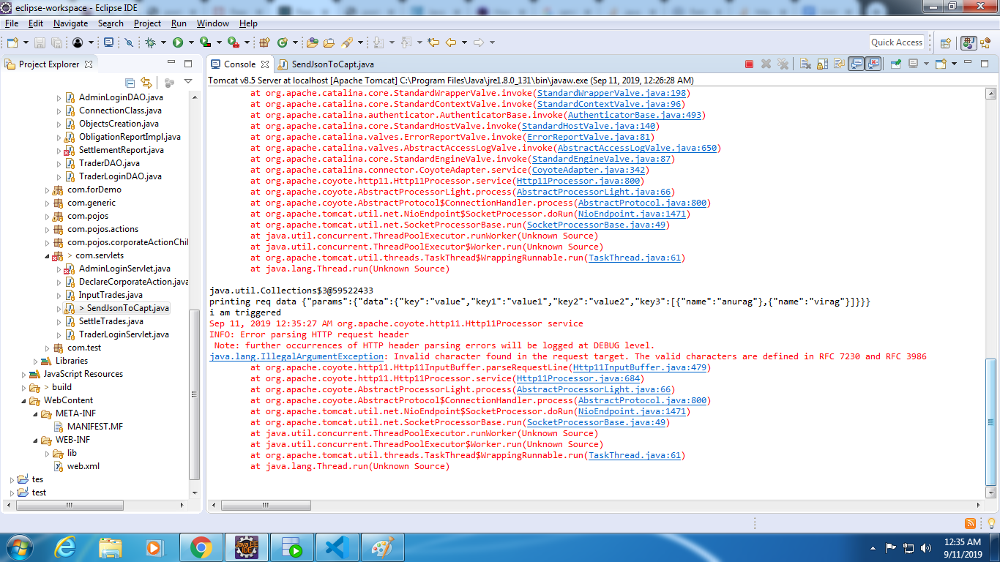 eclipse-workspace - Eclipse IDE
File Edit Navigate Search Project Run Window Help
Quick Access
Project Explorer
AdminLoginDAO.java
ConnectionClass.java
ObjectsCreation.java
ObligationReportImpl.java
SettlementReport.java
TraderDAO.java
TraderLoginDAO.java
com.forDemo
com.generic
com.pojos
com.pojos.actions
com.pojos.corporateActionChil
> com.servlets
AdminLoginServlet.java
DeclareCorporateAction.java
InputTrades.java
> SendJsonToCapt.java
SettleTrades.java
TraderLoginServlet.java
com.test
Libraries
JavaScript Resources
> build
WebContent
META-INF
MANIFEST.MF
WEB-INF
lib
web.xml
tes
test
Console SendJsonToCapt.java
Tomcat v8.5 Server at localhost [Apache Tomcat] C:\Program Files\Java\jre1.8.0_131\bin\javaw.exe (Sep 11, 2019, 12:26:28 AM)
at org.apache.catalina.core.StandardWrapperValve.invoke(StandardWrapperValve.java:198)
at org.apache.catalina.core.StandardContextValve.invoke(StandardContextValve.java:96)
at org.apache.catalina.authenticator.AuthenticatorBase.invoke(AuthenticatorBase.java:493)
at org.apache.catalina.core.StandardHostValve.invoke(StandardHostValve.java:140)
at org.apache.catalina.valves.ErrorReportValve.invoke(ErrorReportValve.java:81)
at org.apache.catalina.valves.AbstractAccessLogValve.invoke(AbstractAccessLogValve.java:650)
at org.apache.catalina.core.StandardEngineValve.invoke(StandardEngineValve.java:87)
at org.apache.catalina.connector.CoyoteAdapter.service(CoyoteAdapter.java:342)
at org.apache.coyote.http11.Http11Processor.service(Http11Processor.java:800)
at org.apache.coyote.AbstractProcessorLight.process(AbstractProcessorLight.java:66)
at org.apache.coyote.AbstractProtocol$ConnectionHandler.process(AbstractProtocol.java:800)
at org.apache.tomcat.util.net.NioEndpoint$SocketProcessor.doRun(NioEndpoint.java:1471)
at org.apache.tomcat.util.net.SocketProcessorBase.run(SocketProcessorBase.java:49)
at java.util.concurrent.ThreadPoolExecutor.runWorker(Unknown Source)
at java.util.concurrent.ThreadPoolExecutor$Worker.run(Unknown Source)
at org.apache.tomcat.util.threads.TaskThread$WrappingRunnable.run(TaskThread.java:61)
at java.lang.Thread.run(Unknown Source)
java.util.Collections$3@59522433
printing req data {"params":{"data":{"key":"value","key1":"value1","key2":"value2","key3":[{"name":"anurag"},{"name":"virag"}]}}}
i am triggered
Sep 11, 2019 12:35:27 AM org.apache.coyote.http11.Http11Processor service
INFO: Error parsing HTTP request header
Note: further occurrences of HTTP header parsing errors will be logged at DEBUG level.
java.lang.IllegalArgumentException: Invalid character found in the request target. The valid characters are defined in RFC 7230 and RFC 3986
at org.apache.coyote.http11.Http11InputBuffer.parseRequestLine(Http11InputBuffer.java:479)
at org.apache.coyote.http11.Http11Processor.service(Http11Processor.java:684)
at org.apache.coyote.AbstractProcessorLight.process(AbstractProcessorLight.java:66)
at org.apache.coyote.AbstractProtocol$ConnectionHandler.process(AbstractProtocol.java:800)
at org.apache.tomcat.util.net.NioEndpoint$SocketProcessor.doRun(NioEndpoint.java:1471)
at org.apache.tomcat.util.net.SocketProcessorBase.run(SocketProcessorBase.java:49)
at java.util.concurrent.ThreadPoolExecutor.runWorker(Unknown Source)
at java.util.concurrent.ThreadPoolExecutor$Worker.run(Unknown Source)
at org.apache.tomcat.util.threads.TaskThread$WrappingRunnable.run(TaskThread.java:61)
at java.lang.Thread.run(Unknown Source)
Java EE
IDE
12:35 AM
9/11/2019